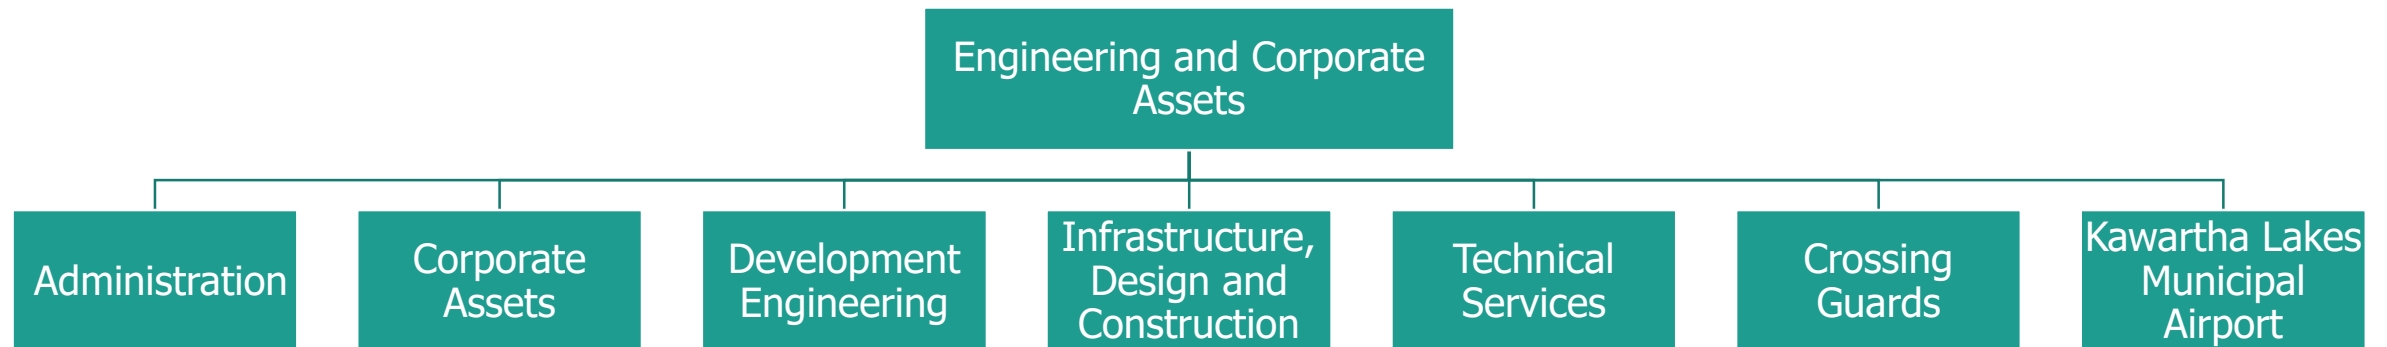 Engineering and Corporate
Assets
Administration
Corporate
Assets
Development
Engineering
Infrastructure,
Design and
Construction
Technical
Services
Crossing
Guards
Kawartha Lakes
Municipal
Airport